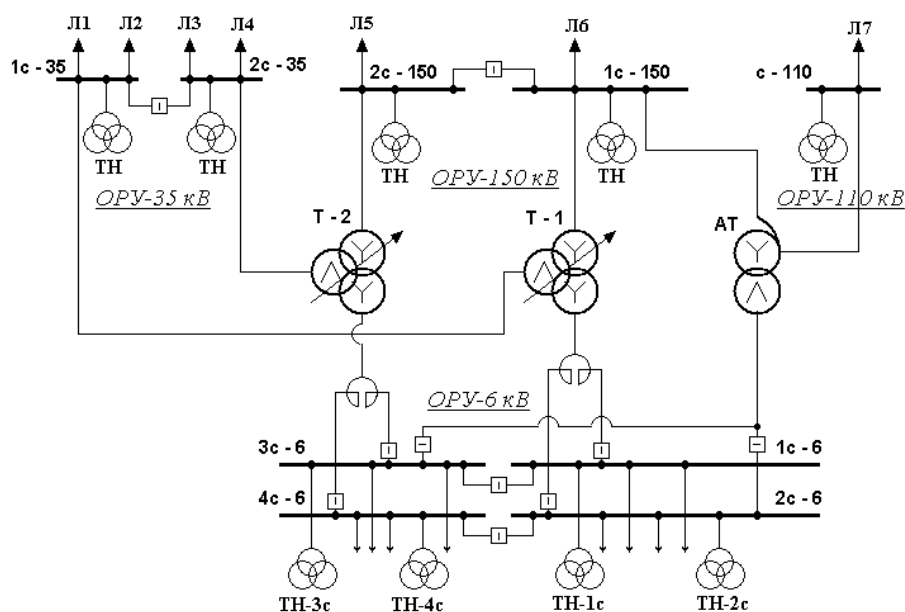 Л1 Л2 Л3 Л4 Л5 Л6 Л7
1с - 35 2с - 35 2с - 150 1с - 150 с - 110
ТН ТН ТН ТН ТН
ОРУ-35 кВ ОРУ-150 кВ ОРУ-110 кВ
Т - 2 Т - 1 АТ
ОРУ-6 кВ
3с - 6 1с - 6
4с - 6 2с - 6
ТН-3с ТН-4с ТН-1с ТН-2с